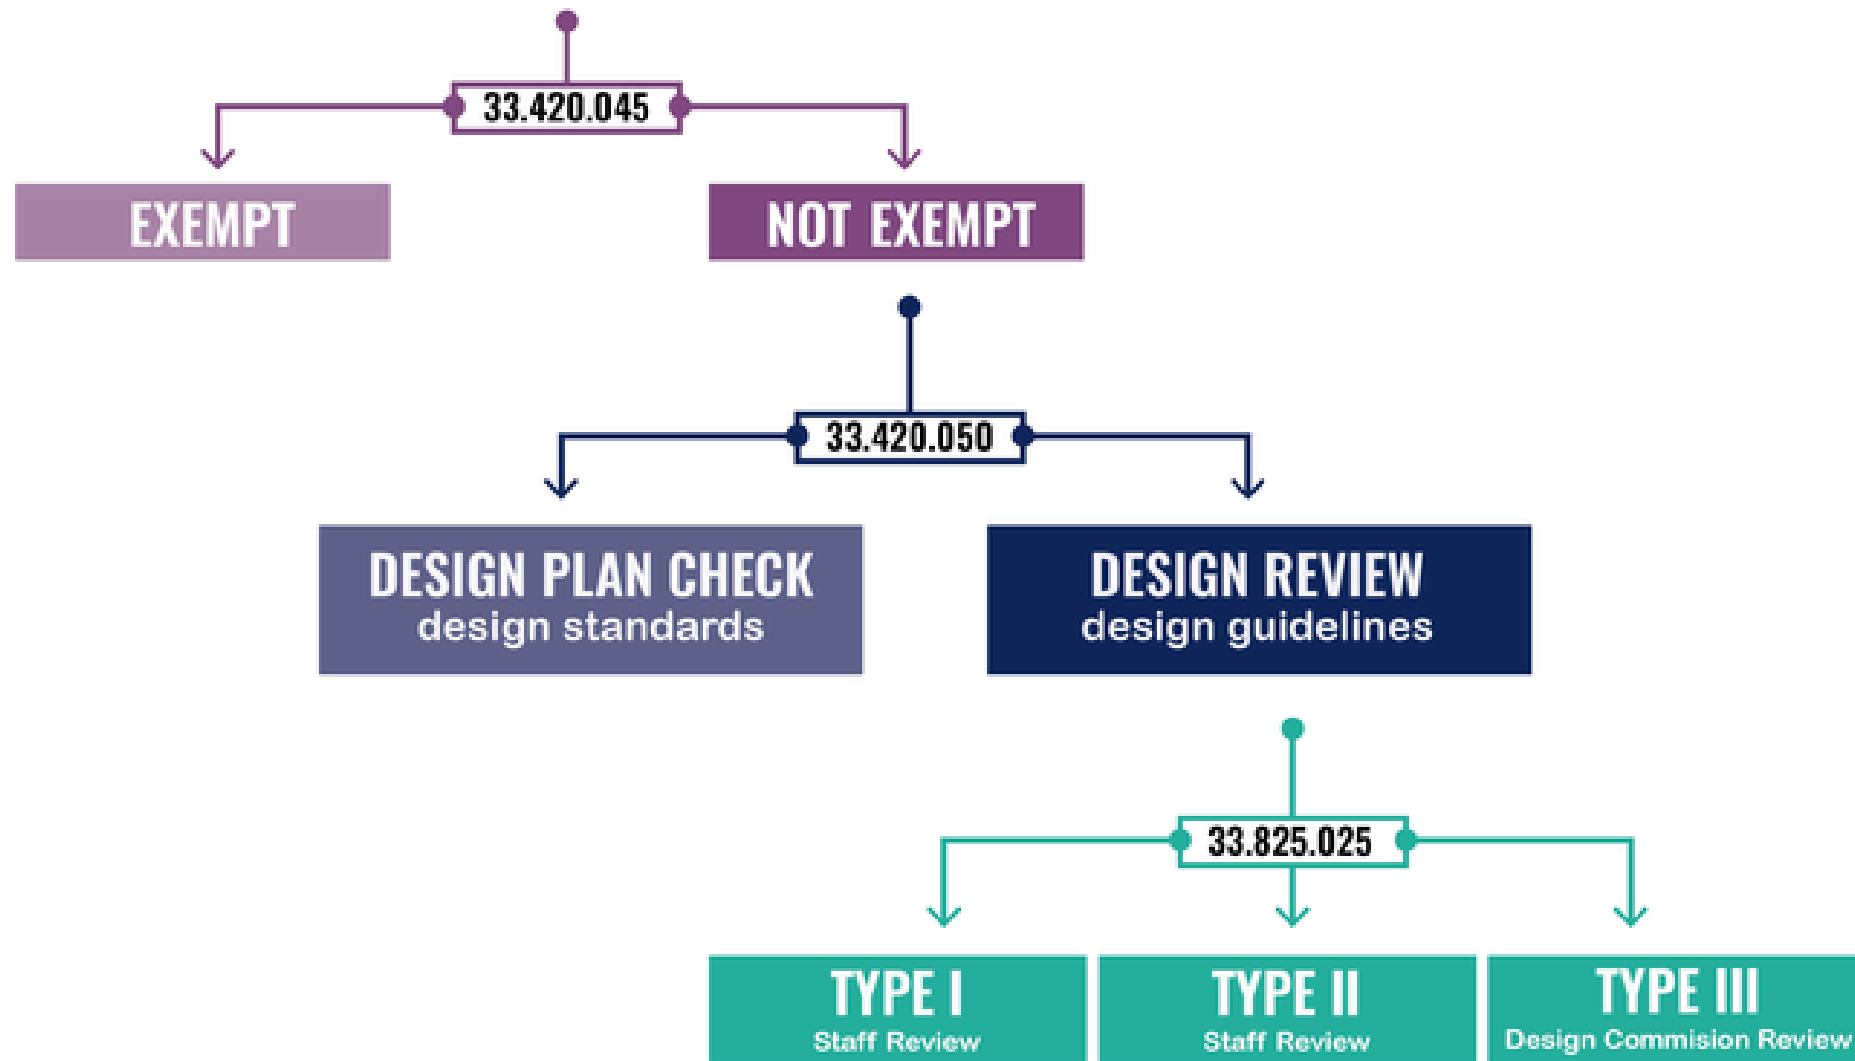 33.420.045
EXEMPT
NOT EXEMPT
33.420.050
DESIGN PLAN CHECK
design standards
DESIGN REVIEW
design guidelines
33.825.025
TYPE I
Staff Review
TYPE II
Staff Review
TYPE III
Design Commision Review